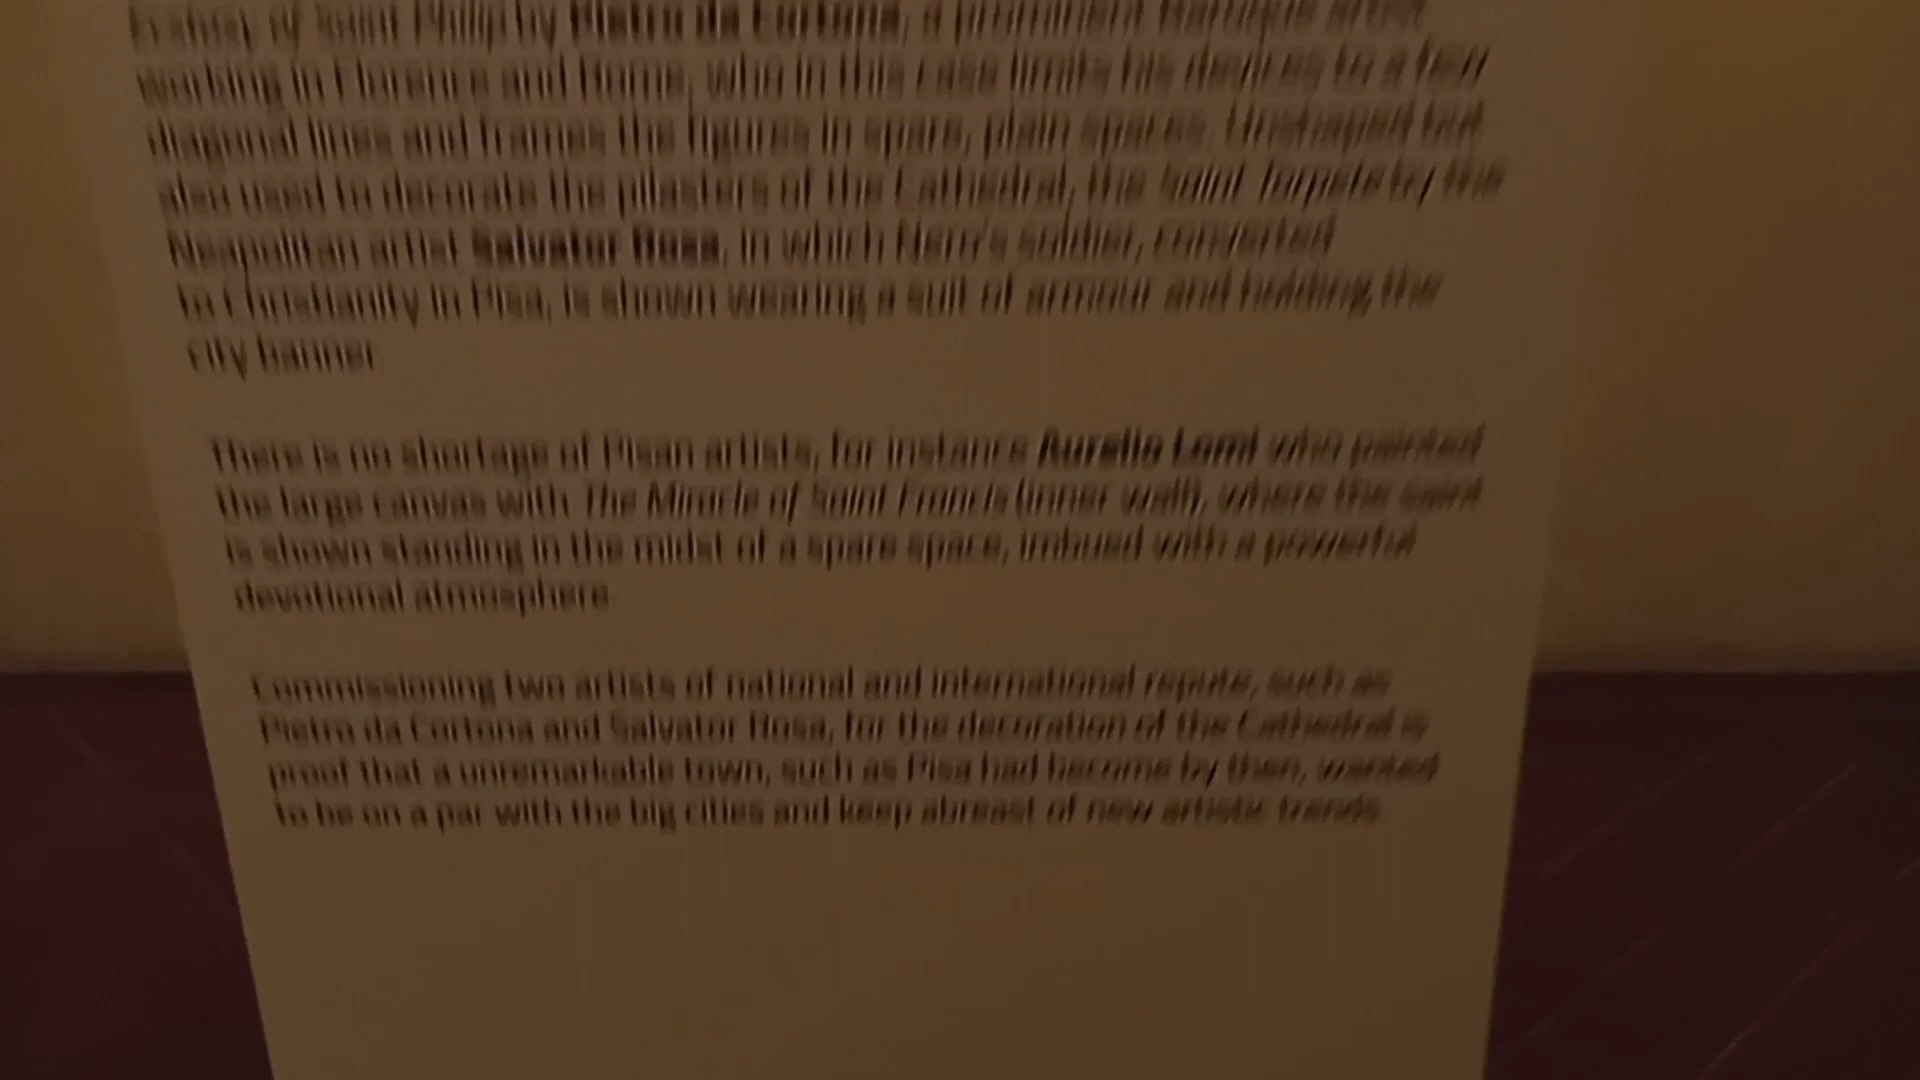 Ecstasy of Saint Philip by Pietro da Cortona, a prominent Baroque artist
working in Florence and Rome, who in this case limits his devices to a few
diagonal lines and frames the figures in spare, plain spaces. Unshaped but
also used to decorate the pilasters of the Cathedral, the Saint Torpete by the
Neapolitan artist Salvator Rosa, in which Nero's soldier, converted
to Christianity in Pisa, is shown wearing a suit of armour and holding the
city banner.
There is no shortage of Pisan artists, for instance Aurelio Lomi who painted
the large canvas with The Miracle of Saint Francis (inner wall), where the saint
is shown standing in the midst of a spare space, imbued with a powerful
devotional atmosphere.
Commissioning two artists of national and international repute, such as
Pietro da Cortona and Salvator Rosa, for the decoration of the Cathedral is
proof that a unremarkable town, such as Pisa had become by then, wanted
to be on a par with the big cities and keep abreast of new artistic trends.